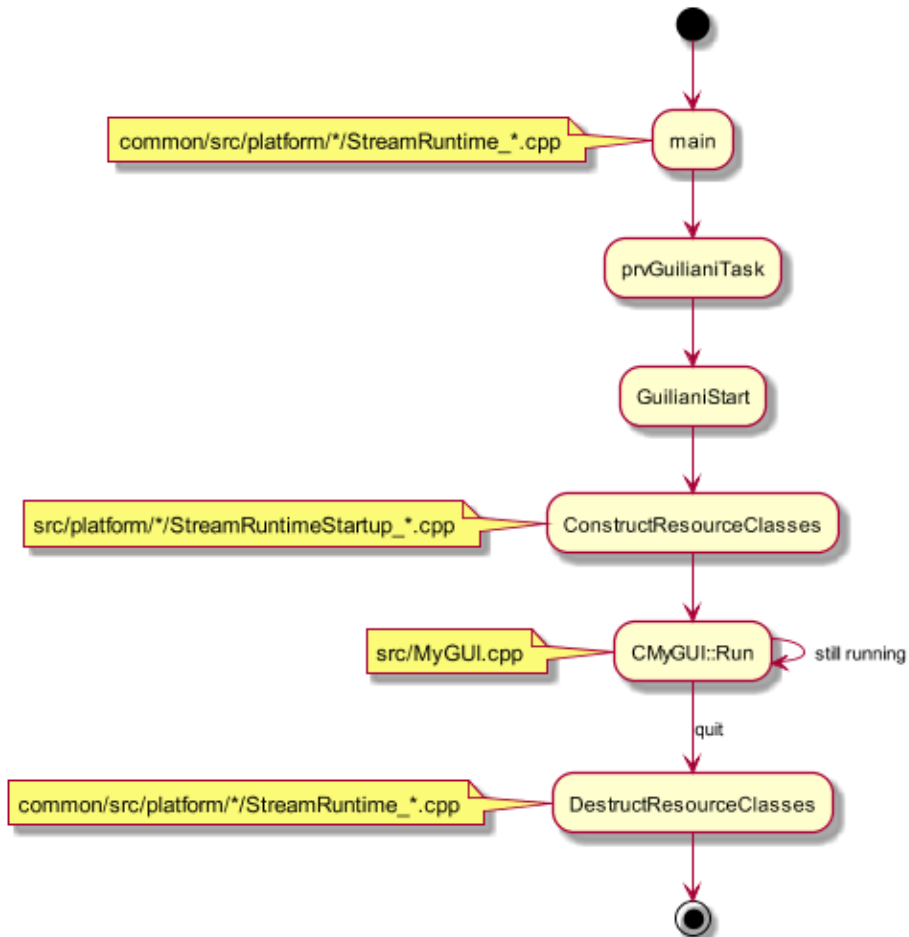 common/src/platform/*/StreamRuntime_*.cpp
main
prvGuilianiTask
GuilianiStart
src/platform/*/StreamRuntimeStartup_*.cpp
ConstructResourceClasses
src/MyGUI.cpp
CMyGUI::Run
still running
quit
common/src/platform/*/StreamRuntime_*.cpp
DestructResourceClasses